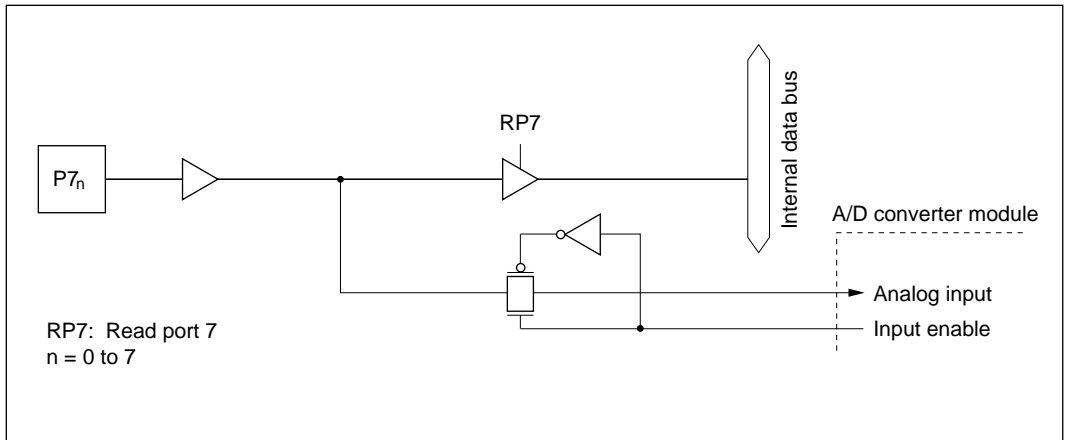 RP7
P7n
Internal data bus
A/D converter module
Analog input
Input enable
RP7: Read port 7
n = 0 to 7